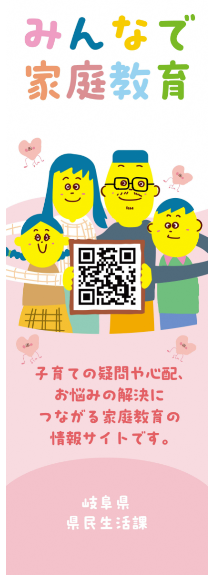 みんなで
家庭教育
子育ての疑問や心配、
お悩みの解決に
つながる家庭教育の
情報サイトです。
岐阜県
県民生活課